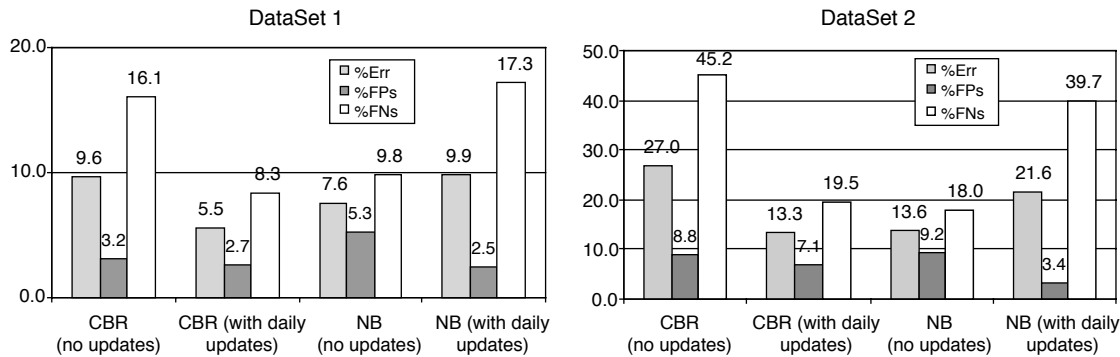 DataSet 1
20.0
10.0
0.0
%Err
%FPs
%FNs
9.6
3.2
16.1
5.5
2.7
8.3
7.6
5.3
9.8
9.9
2.5
17.3
CBR
(no updates)
CBR (with daily
updates)
NB
(no updates)
NB (with daily
updates)
DataSet 2
50.0
40.0
30.0
20.0
10.0
0.0
%Err
%FPs
%FNs
27.0
8.8
45.2
13.3
7.1
19.5
13.6
9.2
18.0
21.6
3.4
39.7
CBR
(no updates)
CBR (with daily
updates)
NB
(no updates)
NB (with daily
updates)